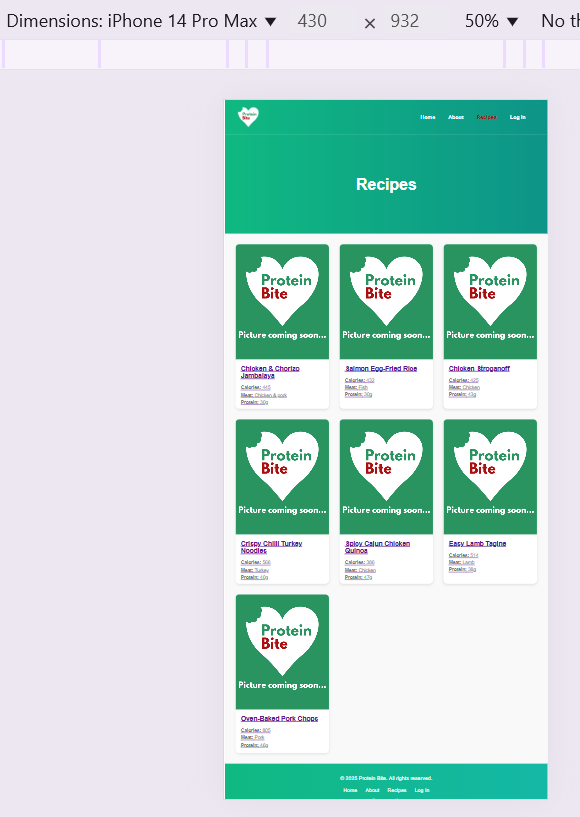 Dimensions: iPhone 14 Pro Max ▼ 430 × 932 50% ▼ No th
Protein
Bite
Home About Recipes Log In
Recipes
Protein
Bite
Picture coming soon...
Protein
Bite
Picture coming soon...
Protein
Bite
Picture coming soon...
Chicken & Chorizo
Jambalaya
Calories: 445
Meat: Chicken & pork
Protein: 30g
Salmon Egg-Fried Rice
Calories: 432
Meat: Fish
Protein: 38g
Chicken Stroganoff
Calories: 425
Meat: Chicken
Protein: 43g
Protein
Bite
Picture coming soon...
Protein
Bite
Picture coming soon...
Protein
Bite
Picture coming soon...
Crispy Chilli Turkey
Noodles
Calories:
Meat: Turkey
Protein: 40g
Spicy Cajun Chicken
Quinoa
Calories:
Meat: Chicken
Protein: 47g
Easy Lamb Tagine
Calories: 514
Meat: Lamb
Protein:
Protein
Bite
Picture coming soon...
Oven-Baked Pork Chops
Calories:
Meat: Pork
Protein: 46g
© 2025 Protein Bite. All rights reserved.
Home About Recipes Log In